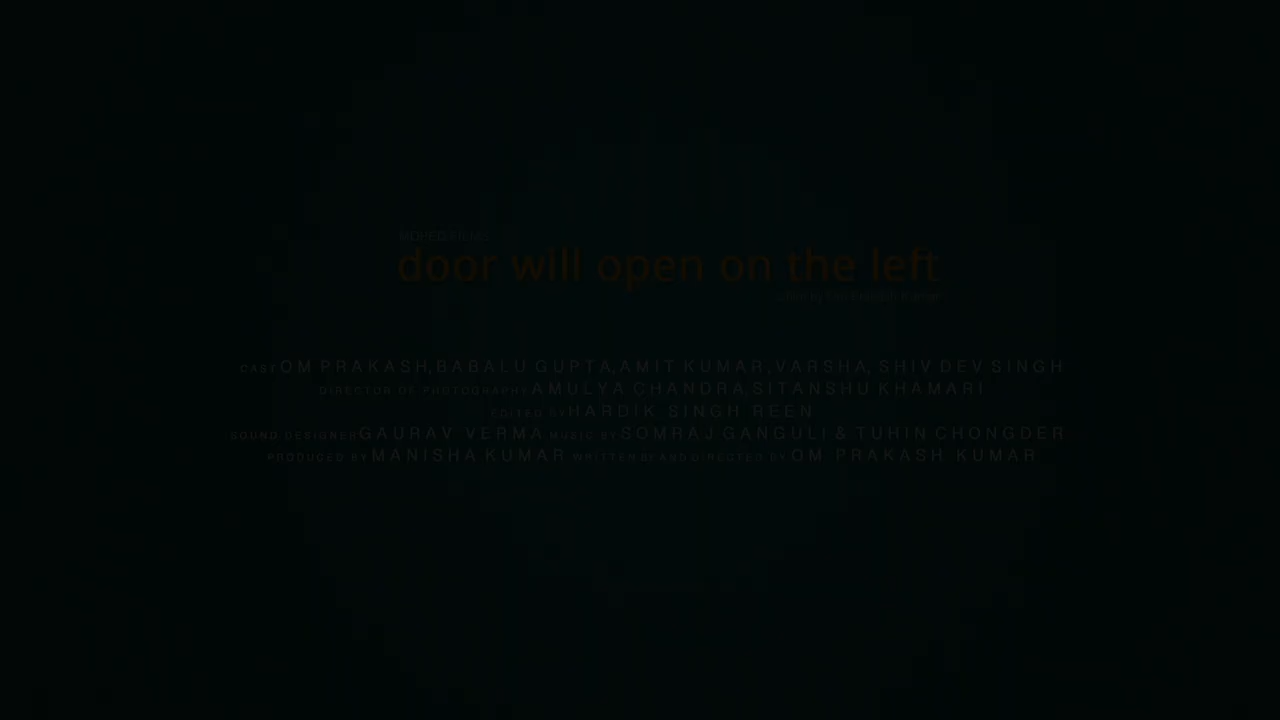 door will open on the left
CAST OM PRAKASH, BABALU GUPTA, AMIT KUMAR, VARSHA, SHIV DEV SINGH
DIRECTOR OF PHOTOGRAPHY AMULYA CHANDRA, SITANSHU KHAMARI
EDITED BY HARDIK SINGH REEN
SOUND DESIGNER GAURAV VERMA MUSIC BY SOMRAJ GANGULI & TUHIN CHONGDER
PRODUCED BY MANISHA KUMAR WRITTEN BY AND DIRECTED BY OM PRAKASH KUMAR